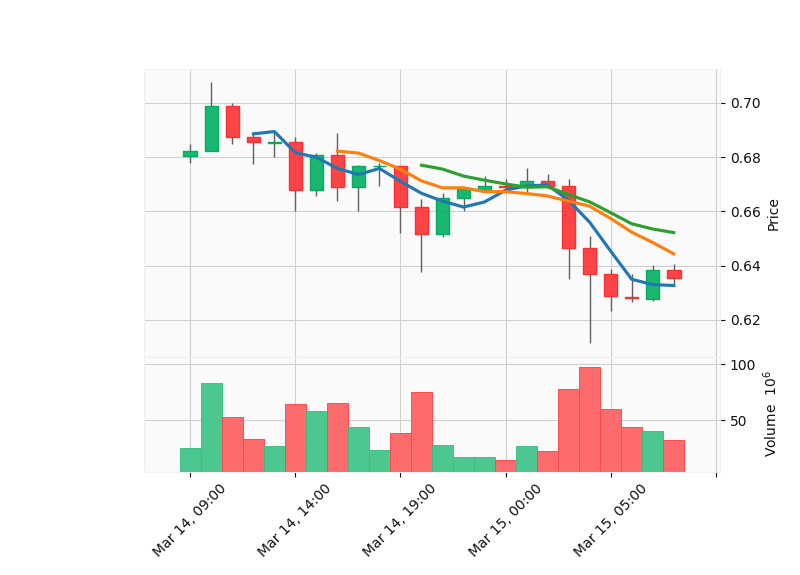 0.70
0.68
0.66
0.64
0.62
Price
100
50
Volume 10⁶
Mar 14, 09:00
Mar 14, 14:00
Mar 14, 19:00
Mar 15, 00:00
Mar 15, 05:00